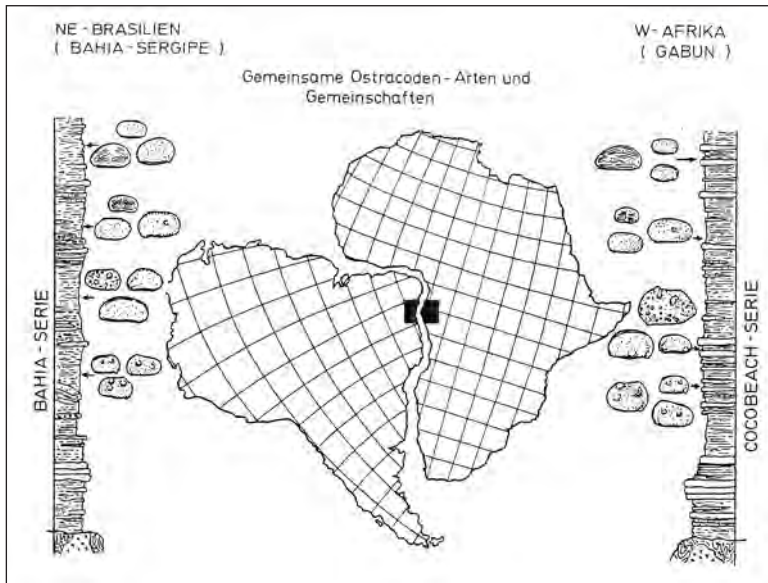 NE-BRASILIEN
( BAHIA-SERGIPE )
W-AFRIKA
( GABUN )
Gemeinsame Ostracoden-Arten und
Gemeinschaften
BAHIA-SERIE
COCOBEACH-SERIE